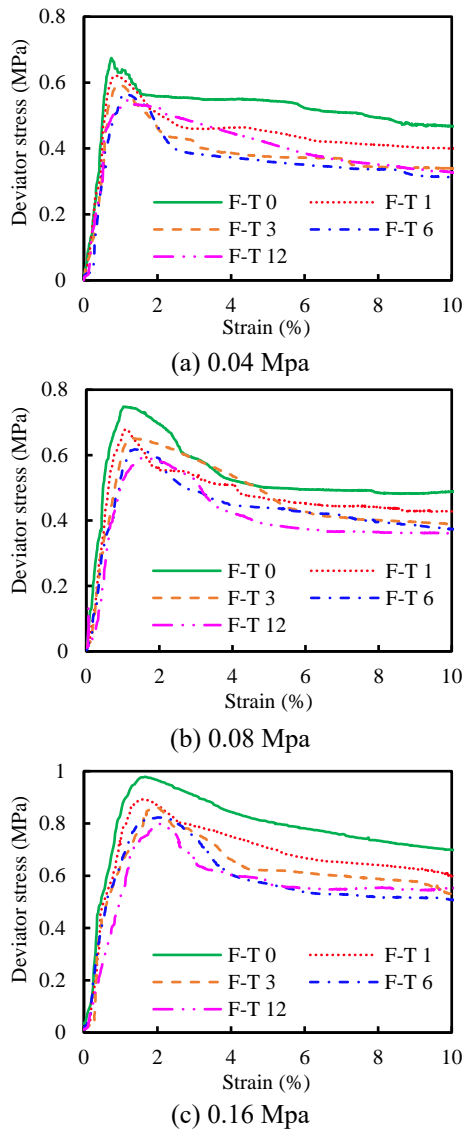 0.8
0.6
0.4
0.2
0
Deviator stress (MPa)
F-T 0
F-T 1
F-T 3
F-T 6
F-T 12
0 2 4 6 8 10
Strain (%)
(a) 0.04 Mpa
0.8
0.6
0.4
0.2
0
Deviator stress (MPa)
F-T 0
F-T 1
F-T 3
F-T 6
F-T 12
0 2 4 6 8 10
Strain (%)
(b) 0.08 Mpa
1
0.8
0.6
0.4
0.2
0
Deviator stress (MPa)
F-T 0
F-T 1
F-T 3
F-T 6
F-T 12
0 2 4 6 8 10
Strain (%)
(c) 0.16 Mpa